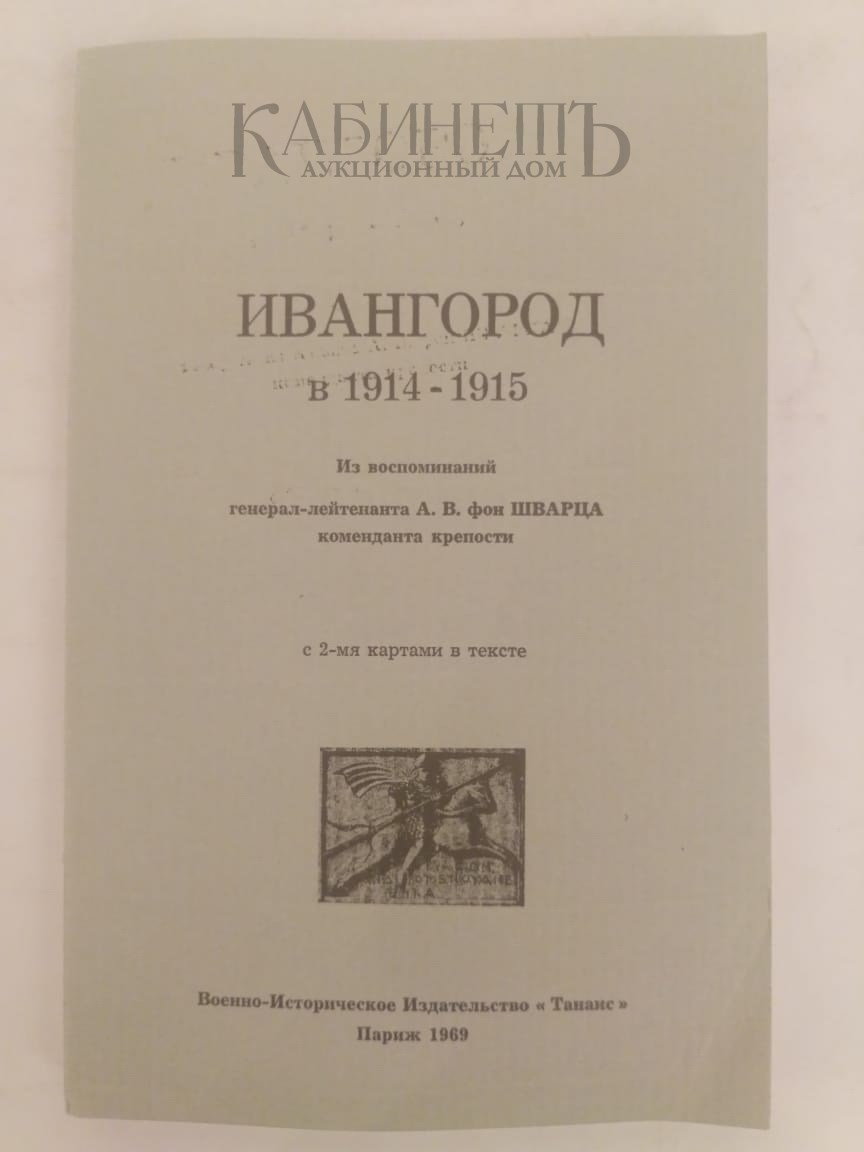 КАБИНЕТЪ
АУКЦИОННЫЙ ДОМ
ИВАНГОРОД
в 1914 - 1915
Из воспоминаний
генерал-лейтенанта А. В. фон ШВАРЦА
коменданта крепости
с 2-мя картами в тексте
Военно-Историческое Издательство « Танаис »
Париж 1969